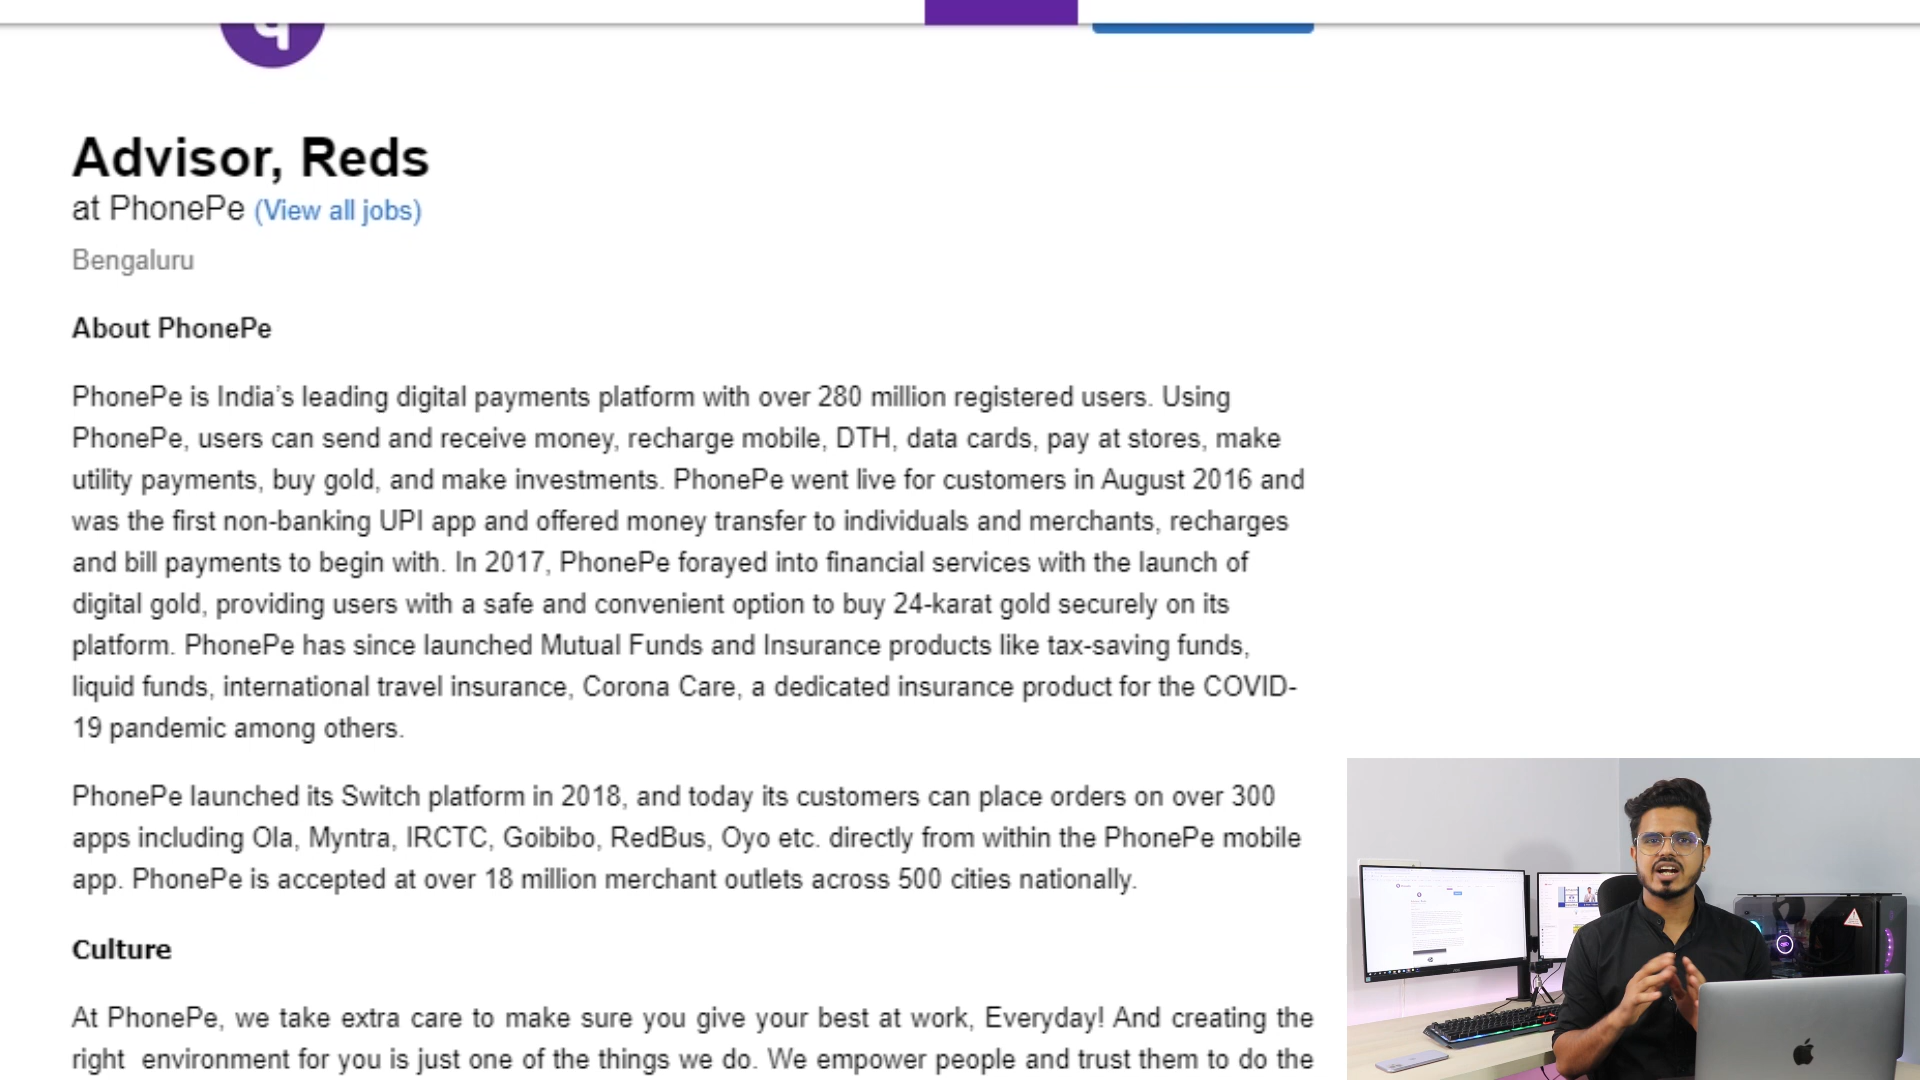 Advisor, Reds
at PhonePe (View all jobs)
Bengaluru
About PhonePe
PhonePe is India's leading digital payments platform with over 280 million registered users. Using
PhonePe, users can send and receive money, recharge mobile, DTH, data cards, pay at stores, make
utility payments, buy gold, and make investments. PhonePe went live for customers in August 2016 and
was the first non-banking UPI app and offered money transfer to individuals and merchants, recharges
and bill payments to begin with. In 2017, PhonePe forayed into financial services with the launch of
digital gold, providing users with a safe and convenient option to buy 24-karat gold securely on its
platform. PhonePe has since launched Mutual Funds and Insurance products like tax-saving funds,
liquid funds, international travel insurance, Corona Care, a dedicated insurance product for the COVID-
19 pandemic among others.
PhonePe launched its Switch platform in 2018, and today its customers can place orders on over 300
apps including Ola, Myntra, IRCTC, Goibibo, RedBus, Oyo etc. directly from within the PhonePe mobile
app. PhonePe is accepted at over 18 million merchant outlets across 500 cities nationally.
Culture
At PhonePe, we take extra care to make sure you give your best at work, Everyday! And creating the
right environment for you is just one of the things we do. We empower people and trust them to do the